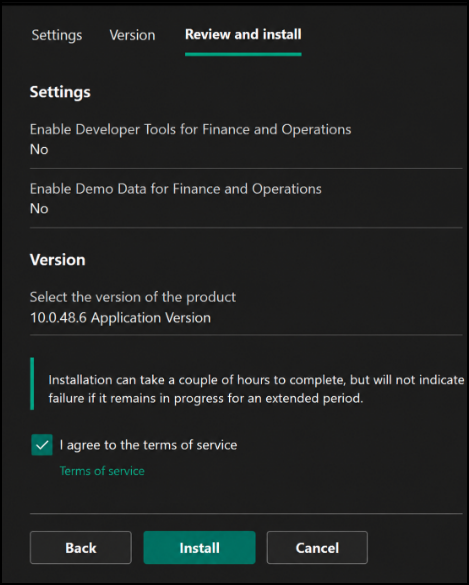 Settings Version Review and install
Settings
Enable Developer Tools for Finance and Operations
No
Enable Demo Data for Finance and Operations
No
Version
Select the version of the product
10.0.48.6 Application Version
Installation can take a couple of hours to complete, but will not indicate
failure if it remains in progress for an extended period.
I agree to the terms of service
Terms of service
Back Install Cancel